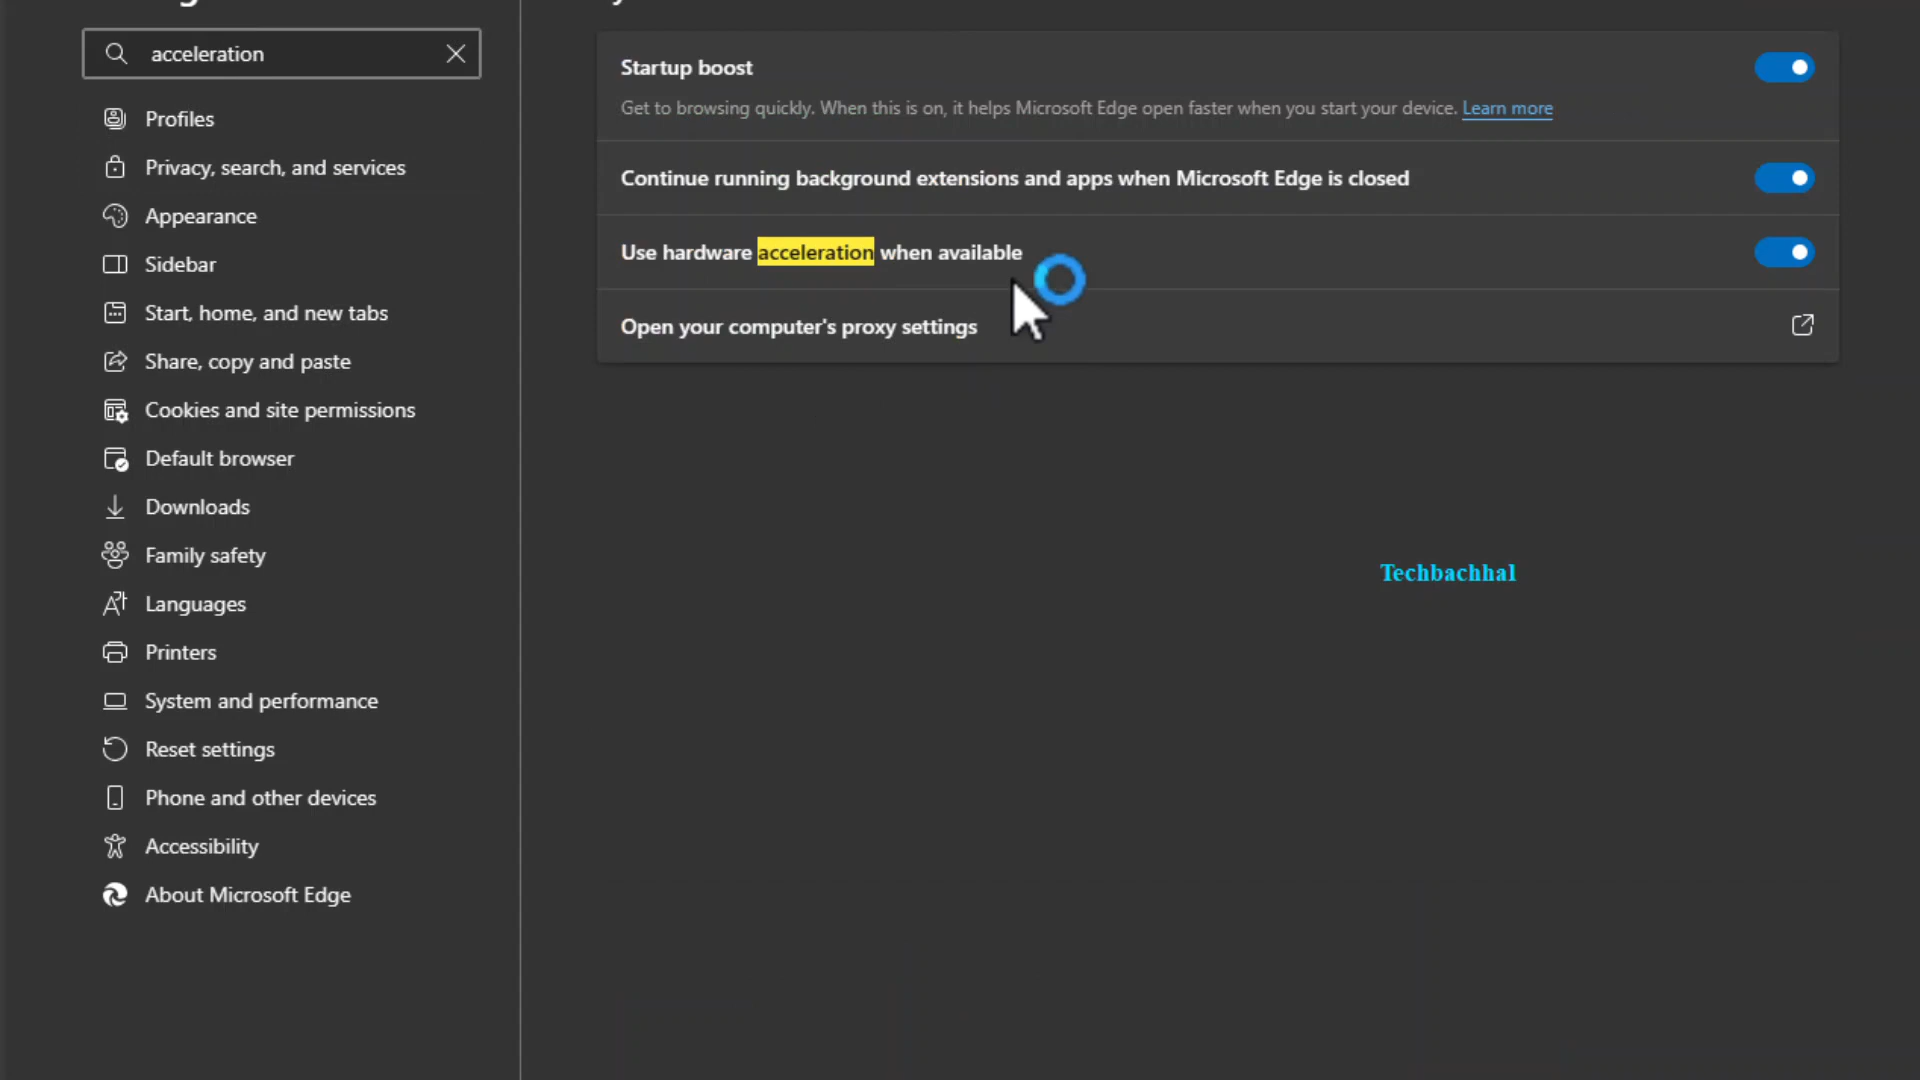 acceleration
Profiles
Privacy, search, and services
Appearance
Sidebar
Start, home, and new tabs
Share, copy and paste
Cookies and site permissions
Default browser
Downloads
Family safety
Languages
Printers
System and performance
Reset settings
Phone and other devices
Accessibility
About Microsoft Edge
Startup boost
Get to browsing quickly. When this is on, it helps Microsoft Edge open faster when you start your device. Learn more
Continue running background extensions and apps when Microsoft Edge is closed
Use hardware acceleration when available
Open your computer's proxy settings
Techbachhal